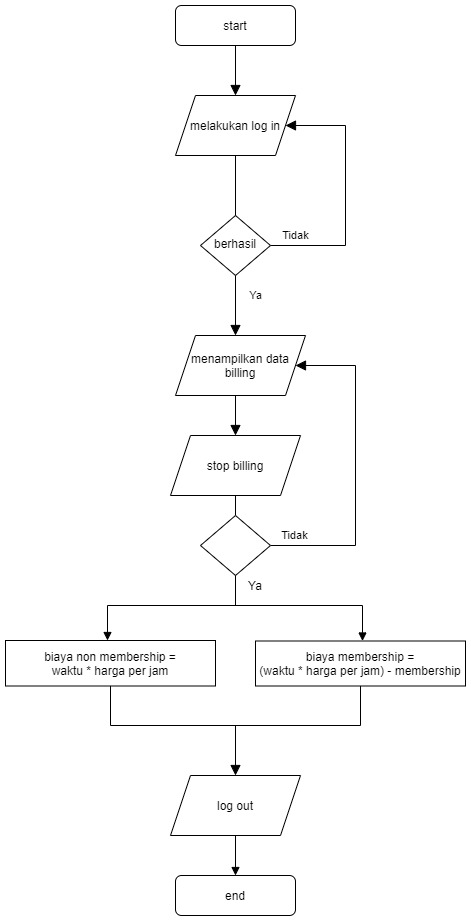 start
melakukan log in
Tidak
berhasil
Ya
menampilkan data
billing
stop billing
Tidak
Ya
biaya non membership =
waktu * harga per jam
biaya membership =
(waktu * harga per jam) - membership
log out
end